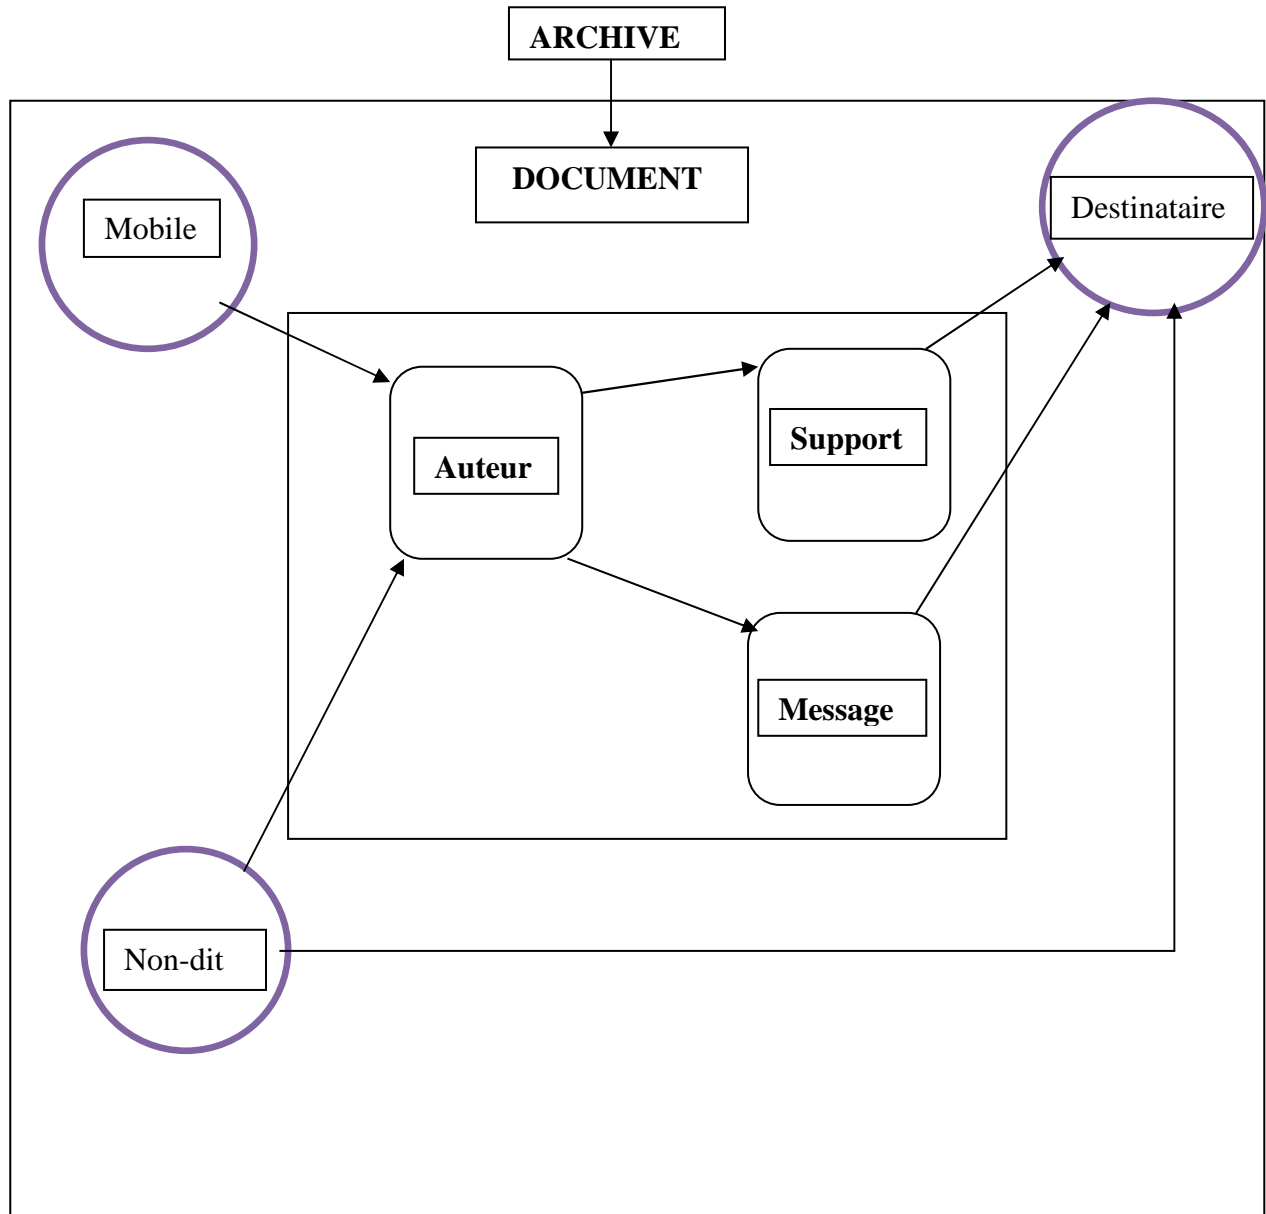 ARCHIVE
DOCUMENT
Mobile
Destinataire
Auteur
Support
Message
Non-dit